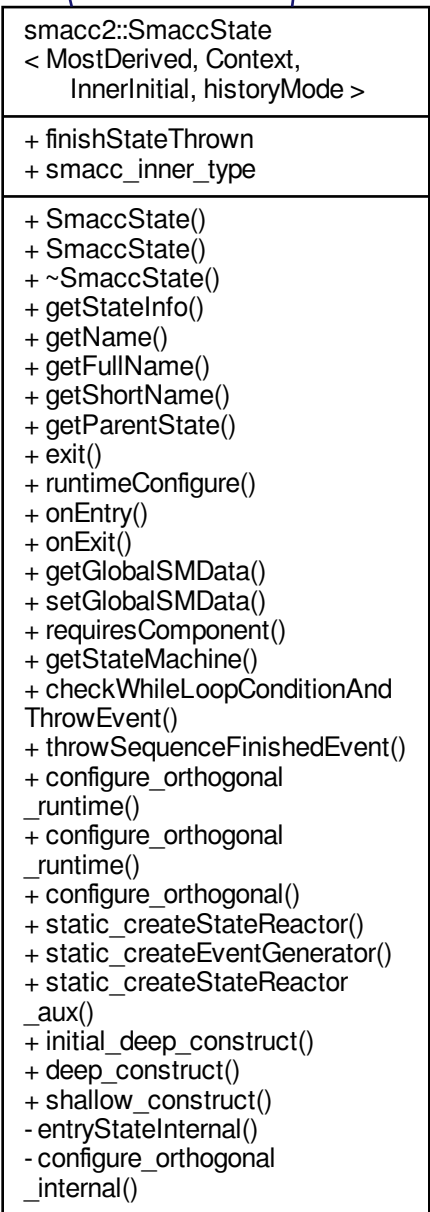 smacc2::SmaccState
< MostDerived, Context,
InnerInitial, historyMode >
+ finishStateThrown
+ smacc_inner_type
+ SmaccState()
+ SmaccState()
+ ~SmaccState()
+ getStateInfo()
+ getName()
+ getFullName()
+ getShortName()
+ getParentState()
+ exit()
+ runtimeConfigure()
+ onEntry()
+ onExit()
+ getGlobalSMData()
+ setGlobalSMData()
+ requiresComponent()
+ getStateMachine()
+ checkWhileLoopConditionAnd
ThrowEvent()
+ throwSequenceFinishedEvent()
+ configure_orthogonal
_runtime()
+ configure_orthogonal
_runtime()
+ configure_orthogonal()
+ static_createStateReactor()
+ static_createEventGenerator()
+ static_createStateReactor
_aux()
+ initial_deep_construct()
+ deep_construct()
+ shallow_construct()
- entryStateInternal()
- configure_orthogonal
_internal()